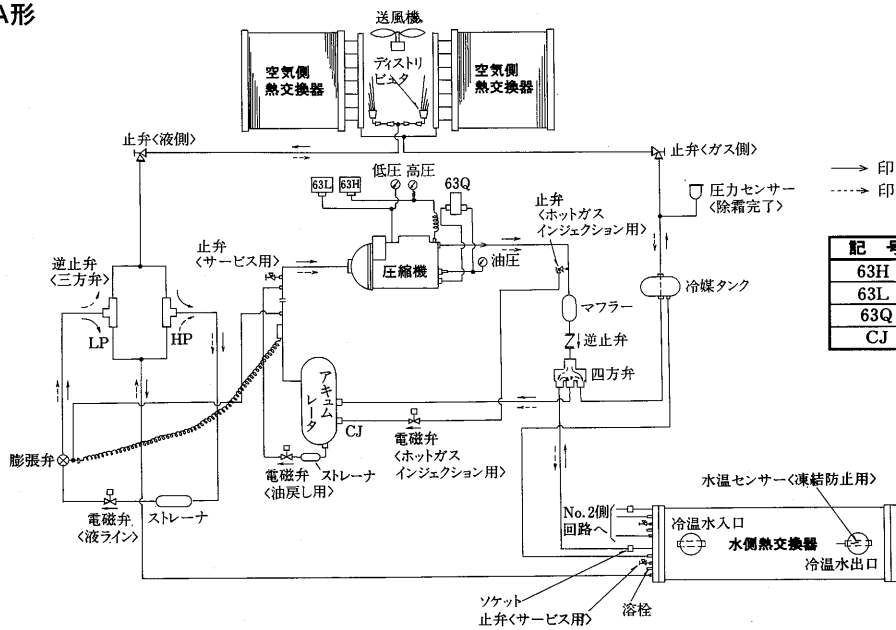 A形
送風機
空気側
熱交換器
ディストリ
ビュタ
空気側
熱交換器
止弁<液側>
止弁<ガス側>
低圧 高圧
63L
63H
63Q
止弁
<ホットガス
インジェクション用>
圧力センサー
<除霜完了>
印
印
止弁
<サービス用>
圧縮機
油圧
逆止弁
<三方弁>
冷媒タンク
記 号
63H
63L
63Q
CJ
マフラー
逆止弁
LP
HP
四方弁
アキュム
レータ
CJ
膨張弁
電磁弁
<液ライン>
ストレーナ
電磁弁
<油戻し用>
ストレーナ
電磁弁
<ホットガス
インジェクション用>
水温センサー<凍結防止用>
No.2側
回路へ
冷温水入口
水側熱交換器
冷温水出口
ソケット
止弁<サービス用>
溶栓